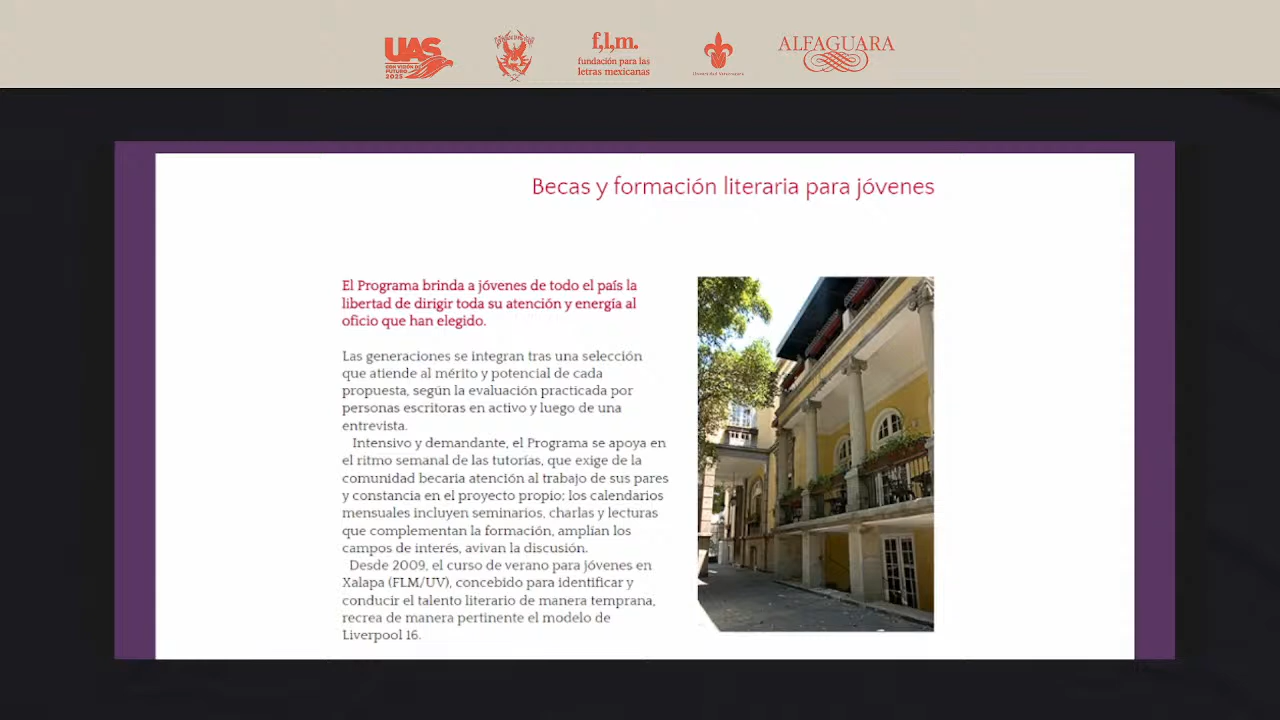 UAS
CON VISIÓN DE
FUTURO
2025
f,l,m.
fundación para las
letras mexicanas
Universidad Veracruzana
ALFAGUARA
Becas y formación literaria para jóvenes
El Programa brinda a jóvenes de todo el país la
libertad de dirigir toda su atención y energía al
oficio que han elegido.
Las generaciones se integran tras una selección
que atiende al mérito y potencial de cada
propuesta, según la evaluación practicada por
personas escritoras en activo y luego de una
entrevista.
Intensivo y demandante, el Programa se apoya en
el ritmo semanal de las tutorías, que exige de la
comunidad becaria atención al trabajo de sus pares
y constancia en el proyecto propio; los calendarios
mensuales incluyen seminarios, charlas y lecturas
que complementan la formación, amplían los
campos de interés, avivan la discusión.
Desde 2009, el curso de verano para jóvenes en
Xalapa (FLM/UV), concebido para identificar y
conducir el talento literario de manera temprana,
recrea de manera pertinente el modelo de
Liverpool 16.